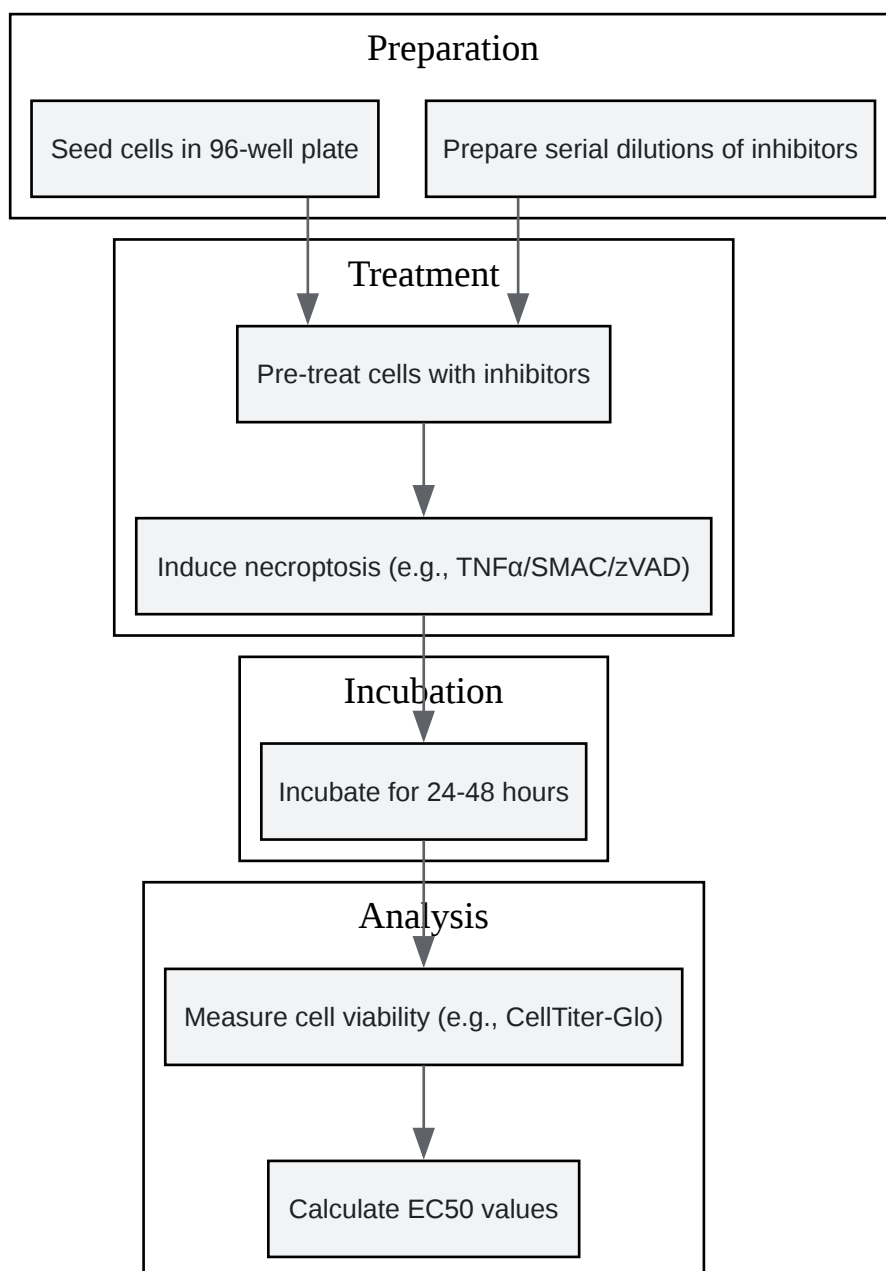 Preparation
Seed cells in 96-well plate
Prepare serial dilutions of inhibitors
Treatment
Pre-treat cells with inhibitors
Induce necroptosis (e.g., TNFα/SMAC/zVAD)
Incubation
Incubate for 24-48 hours
Analysis
Measure cell viability (e.g., CellTiter-Glo)
Calculate EC50 values